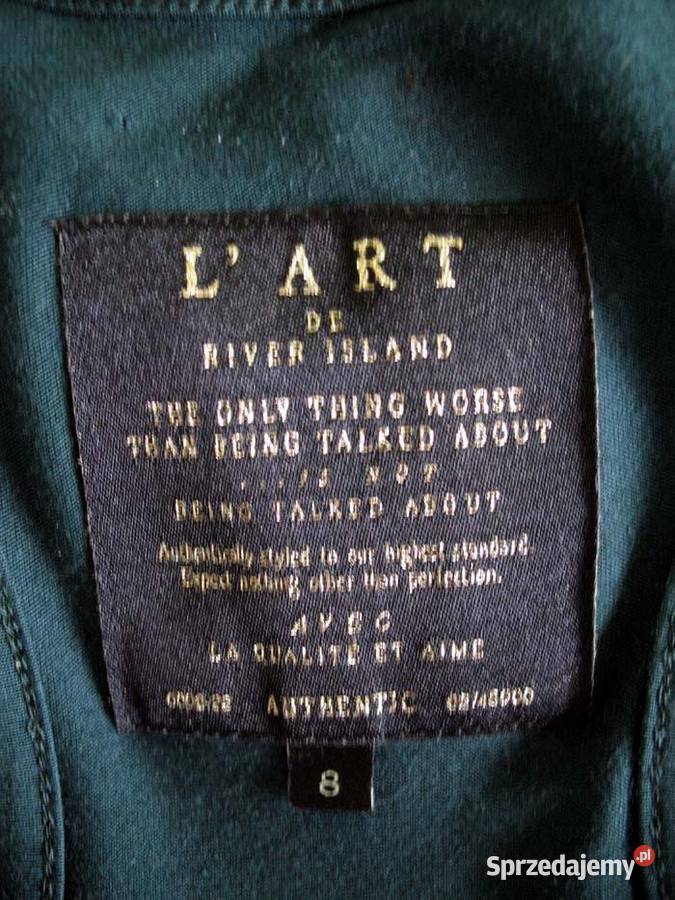 L'ART
DE
RIVER ISLAND
THE ONLY THING WORSE
THAN BEING TALKED ABOUT
....IS NOT
BEING TALKED ABOUT
Authentically styled to our highest standard.
Expect nothing other than perfection.
AVEC
LA QUALITE ET AIME
AUTHENTIC
8
Sprzedajemy.pl